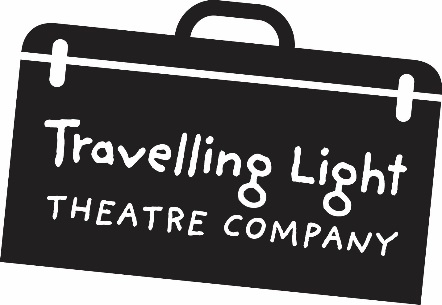 Travelling Light
THEATRE COMPANY